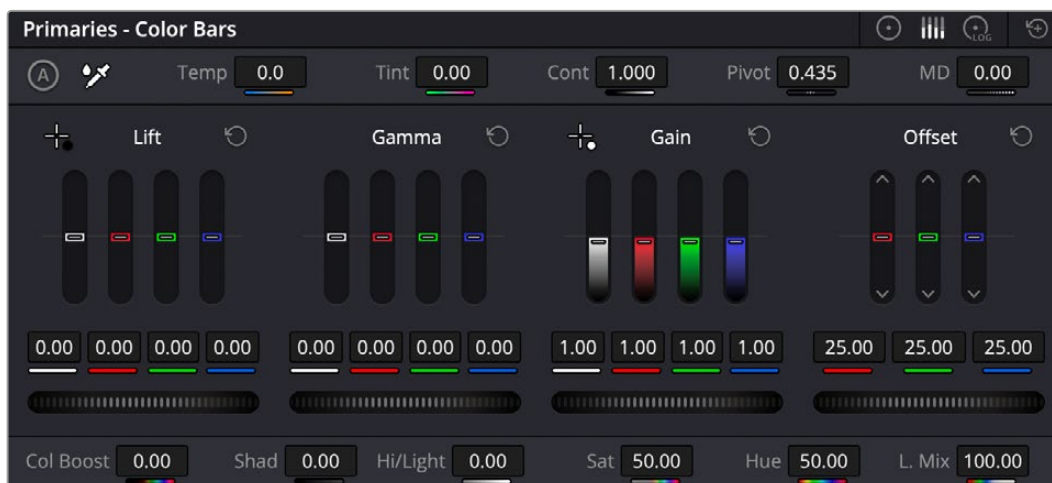 Primaries - Color Bars
LOG
A Temp 0.0 Tint 0.00 Cont 1.000 Pivot 0.435 MD 0.00
Lift Gamma Gain Offset
0.00 0.00 0.00 0.00 0.00 0.00 0.00 0.00 1.00 1.00 1.00 1.00 25.00 25.00 25.00
Col Boost 0.00 Shad 0.00 Hi/Light 0.00 Sat 50.00 Hue 50.00 L. Mix 100.00